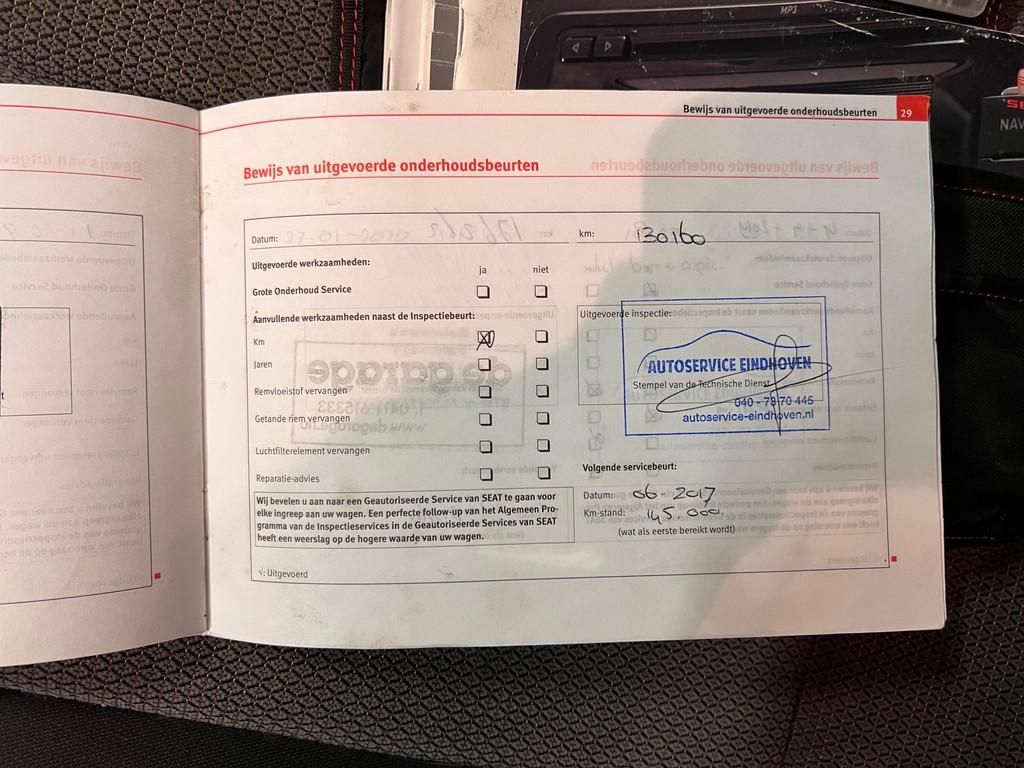 MP3
NAV
Bewijs van uitgevoerde onderhoudsbeurten 29
Bewijs van uitgevoerde onderhoudsbeurten
Datum: km: 130160
Uitgevoerde werkzaamheden:
ja niet
Grote Onderhoud Service
Aanvullende werkzaamheden naast de Inspectiebeurt:
Uitgevoerde inspectie:
Km
Jaren
Remvloeistof vervangen
Getande riem vervangen
Luchtfilterelement vervangen
Reparatie-advies
AUTOSERVICE EINDHOVEN
Stempel van de Technische Dienst
040 - 78 70 445
autoservice-eindhoven.nl
Volgende servicebeurt:
Datum: 06 - 2017
Km-stand: 145.000
(wat als eerste bereikt wordt)
Wij bevelen u aan naar een Geautoriseerde Service van SEAT te gaan voor
elke ingreep aan uw wagen. Een perfecte follow-up van het Algemeen Pro-
gramma van de Inspectieservices in de Geautoriseerde Services van SEAT
heeft een weerslag op de hogere waarde van uw wagen.
√: Uitgevoerd